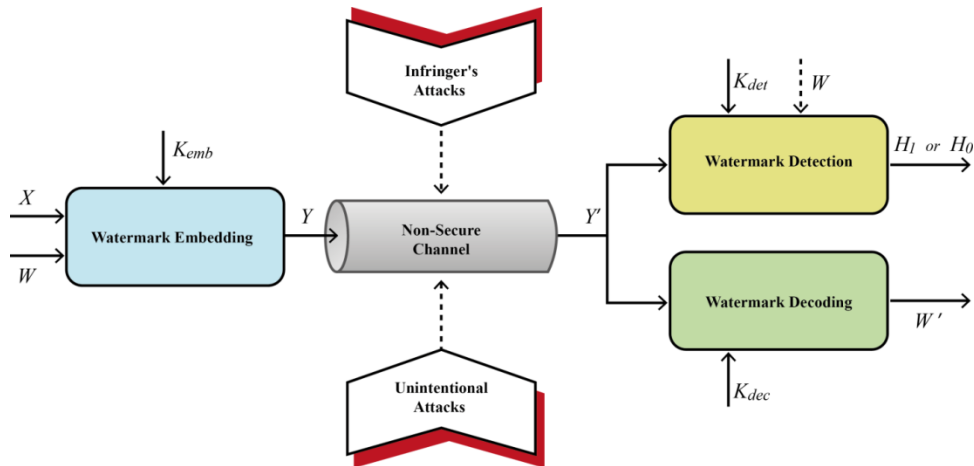 Infringer's
Attacks
K_det
W
K_emb
Watermark Detection
H_1 or H_0
X
Y
Non-Secure
Channel
Y'
Watermark Embedding
W
Watermark Decoding
W'
Unintentional
Attacks
K_dec